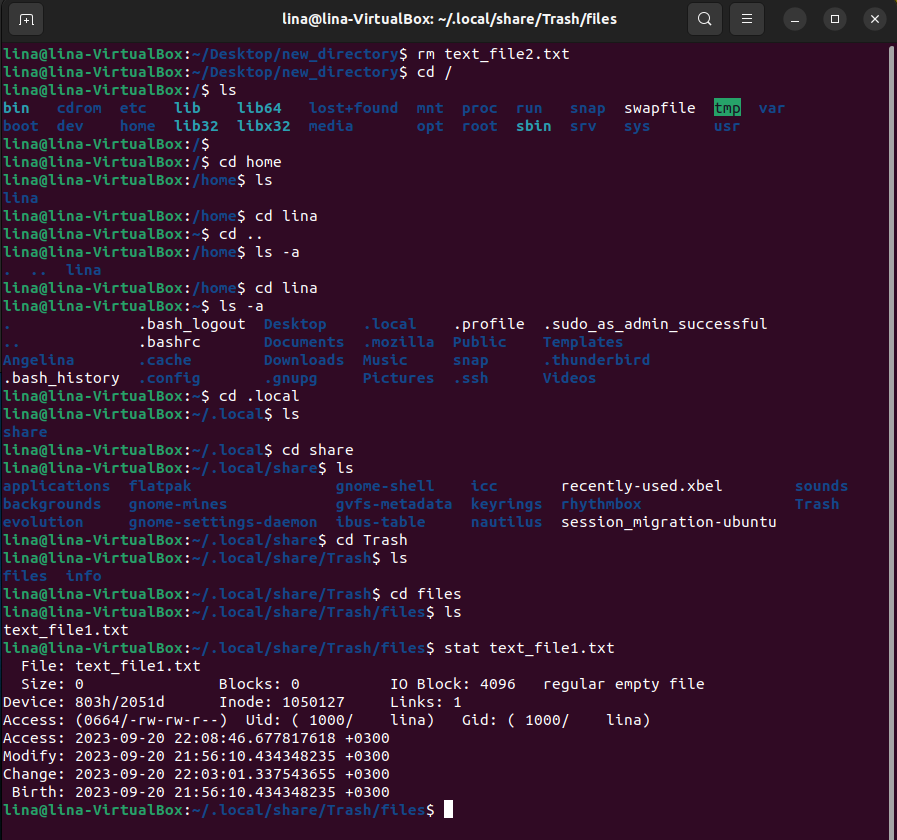 lina@lina-VirtualBox: ~/.local/share/Trash/files
lina@lina-VirtualBox:~/Desktop/new_directory$ rm text_file2.txt
lina@lina-VirtualBox:~/Desktop/new_directory$ cd /
lina@lina-VirtualBox:/$ ls
bin   cdrom  etc   lib    lib64   lost+found  mnt  proc  run   snap  swapfile  tmp  var
boot  dev    home  lib32  libx32  media       opt  root  sbin  srv   sys       usr
lina@lina-VirtualBox:/$
lina@lina-VirtualBox:/$ cd home
lina@lina-VirtualBox:/home$ ls
lina
lina@lina-VirtualBox:/home$ cd lina
lina@lina-VirtualBox:~$ cd ..
lina@lina-VirtualBox:/home$ ls -a
.  ..  lina
lina@lina-VirtualBox:/home$ cd lina
lina@lina-VirtualBox:~$ ls -a
.              .bash_logout  Desktop    .local    .profile  .sudo_as_admin_successful
..             .bashrc       Documents  .mozilla  Public    Templates
Angelina       .cache        Downloads  Music     snap      .thunderbird
.bash_history  .config       .gnupg     Pictures  .ssh      Videos
lina@lina-VirtualBox:~$ cd .local
lina@lina-VirtualBox:~/.local$ ls
share
lina@lina-VirtualBox:~/.local$ cd share
lina@lina-VirtualBox:~/.local/share$ ls
applications  flatpak                gnome-shell    icc       recently-used.xbel        sounds
backgrounds   gnome-mines            gvfs-metadata  keyrings  rhythmbox                 Trash
evolution     gnome-settings-daemon  ibus-table     nautilus  session_migration-ubuntu
lina@lina-VirtualBox:~/.local/share$ cd Trash
lina@lina-VirtualBox:~/.local/share/Trash$ ls
files  info
lina@lina-VirtualBox:~/.local/share/Trash$ cd files
lina@lina-VirtualBox:~/.local/share/Trash/files$ ls
text_file1.txt
lina@lina-VirtualBox:~/.local/share/Trash/files$ stat text_file1.txt
  File: text_file1.txt
  Size: 0               Blocks: 0          IO Block: 4096   regular empty file
Device: 803h/2051d      Inode: 1050127     Links: 1
Access: (0664/-rw-rw-r--)  Uid: ( 1000/    lina)   Gid: ( 1000/    lina)
Access: 2023-09-20 22:08:46.677817618 +0300
Modify: 2023-09-20 21:56:10.434348235 +0300
Change: 2023-09-20 22:03:01.337543655 +0300
 Birth: 2023-09-20 21:56:10.434348235 +0300
lina@lina-VirtualBox:~/.local/share/Trash/files$